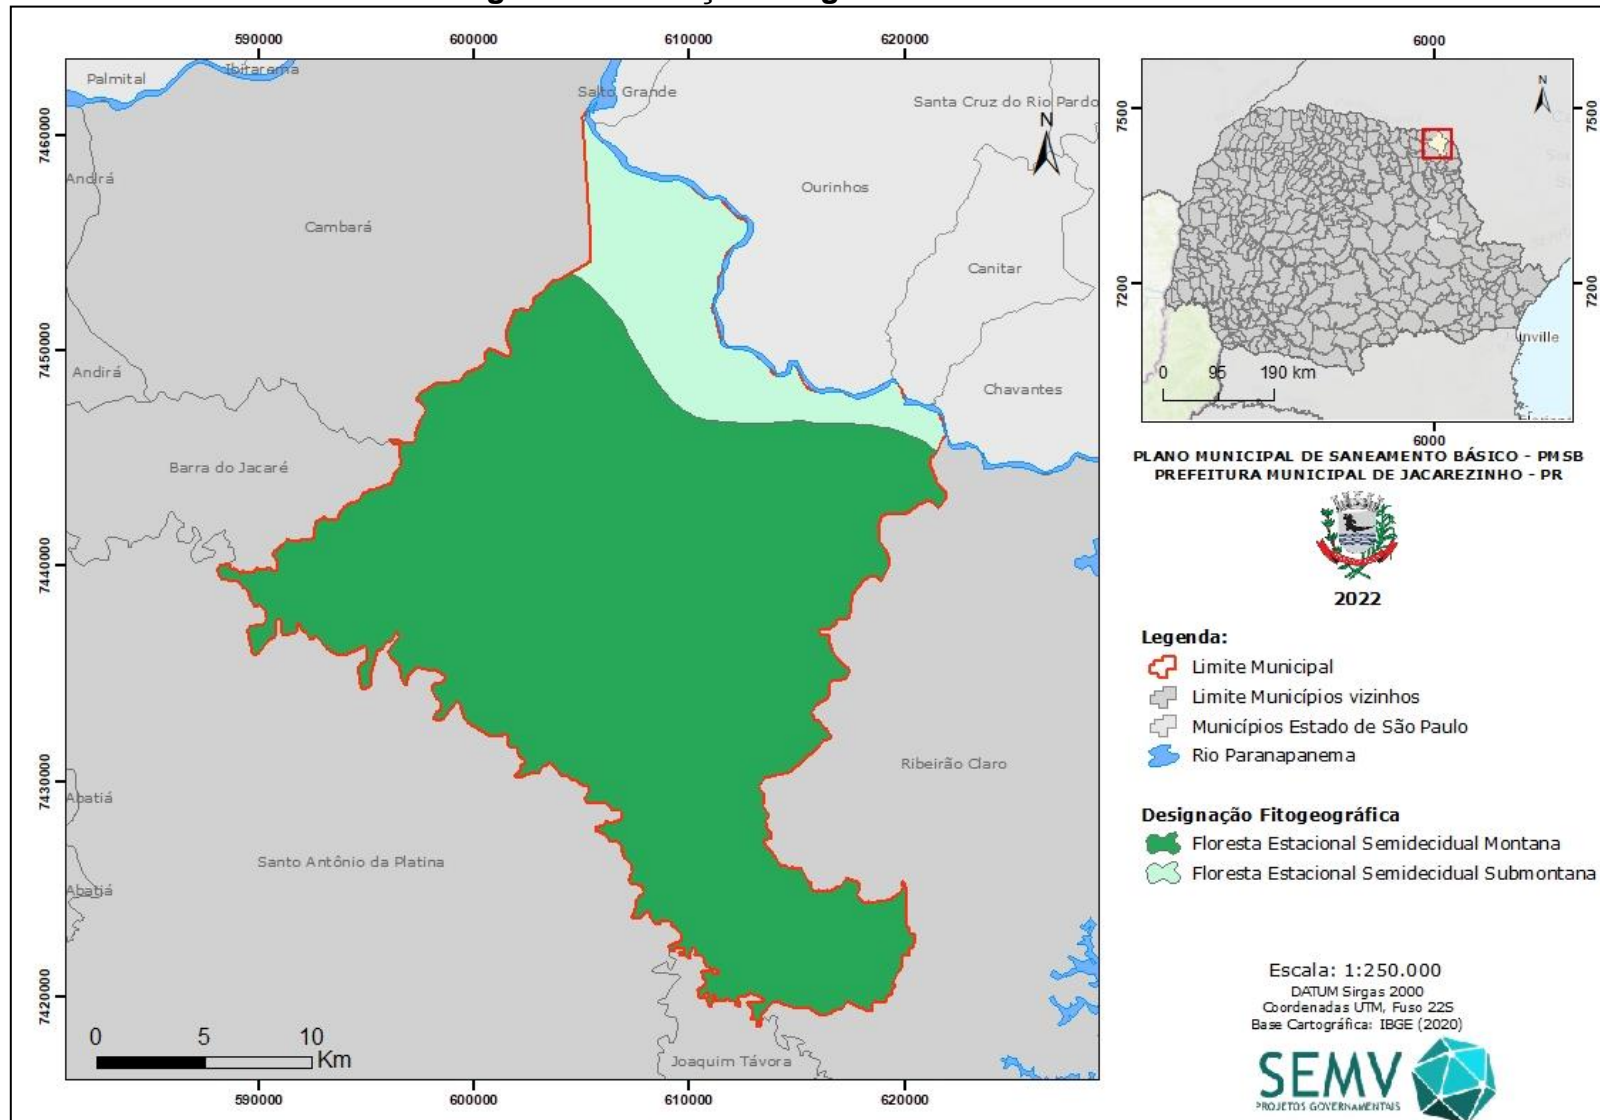 590000
600000
610000
620000
6000
Palmital
Ibirarema
Salto Grande
Santa Cruz do Rio Pardo
N
N
7460000
7500
7500
Andirá
Ourinhos
Cambará
Canitar
7200
7200
7450000
Andirá
Chavantes
inville
0 95 190 km
6000
Barra do Jacaré
PLANO MUNICIPAL DE SANEAMENTO BÁSICO - PMSB
PREFEITURA MUNICIPAL DE JACAREZINHO - PR
7440000
2022
Legenda:
Limite Municipal
Limite Municípios vizinhos
Municípios Estado de São Paulo
Rio Paranapanema
7430000
Abatiá
Ribeirão Claro
Designação Fitogeográfica
Floresta Estacional Semidecidual Montana
Floresta Estacional Semidecidual Submontana
Santo Antônio da Platina
Abatiá
7420000
Escala: 1:250.000
DATUM Sirgas 2000
Coordenadas UTM, Fuso 22S
Base Cartográfica: IBGE (2020)
0 5 10
Km
Joaquim Távora
SEMV
PROJETOS GOVERNAMENTAIS
590000
600000
610000
620000